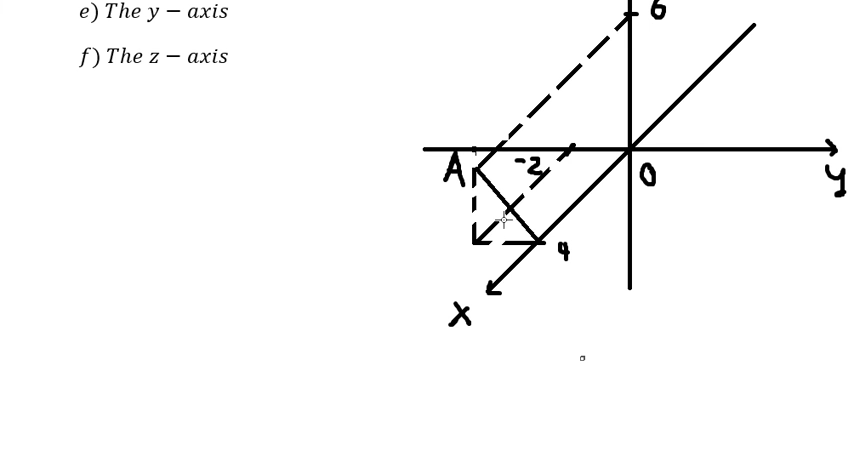 e) The y − axis
6
f) The z − axis
A
-2
0
y
4
x